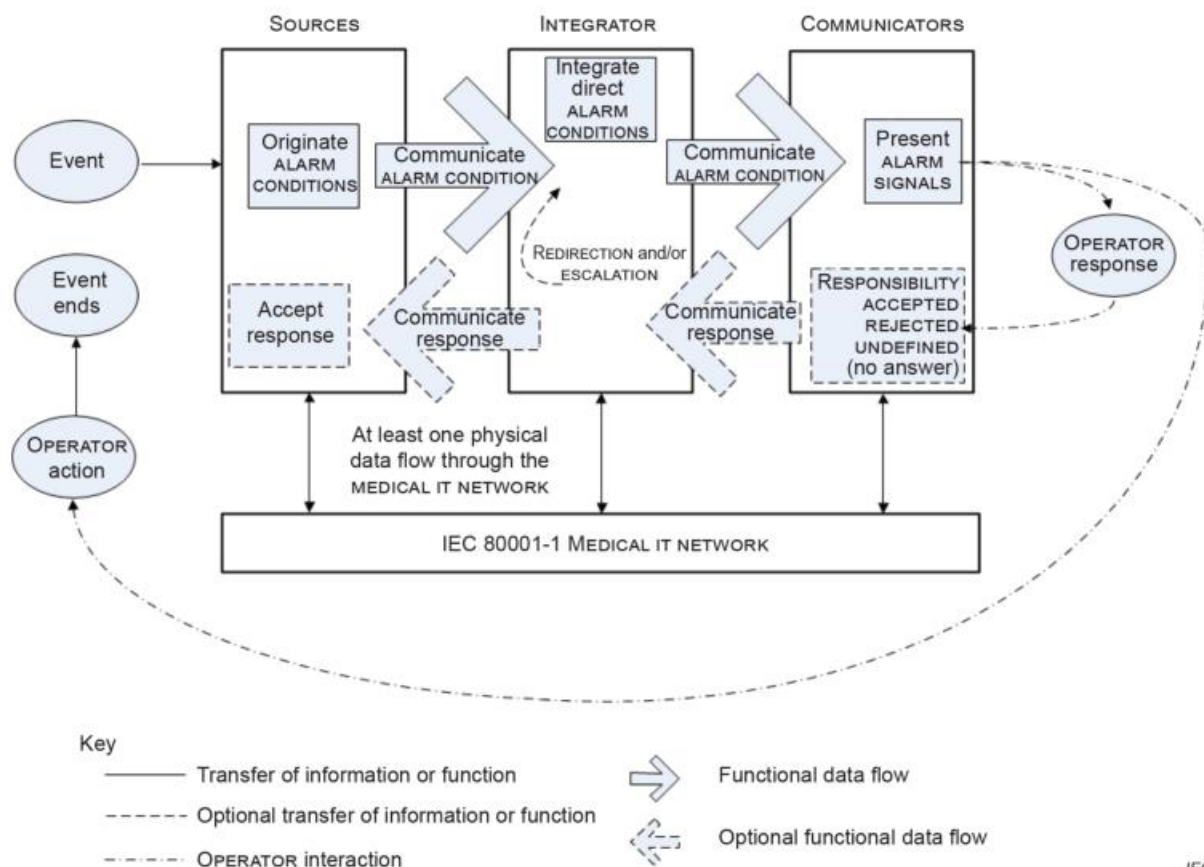 SOURCES
INTEGRATOR
COMMUNICATORS
Event
Originate
ALARM
CONDITIONS
Communicate
ALARM CONDITION
Integrate
direct
ALARM
CONDITIONS
Communicate
ALARM CONDITION
Present
ALARM
SIGNALS
REDIRECTION and/or
ESCALATION
OPERATOR
response
Event
ends
Accept
response
Communicate
response
Communicate
response
RESPONSIBILITY
ACCEPTED
REJECTED
UNDEFINED
(no answer)
OPERATOR
action
At least one physical
data flow through the
MEDICAL IT NETWORK
IEC 80001-1 MEDICAL IT NETWORK
Key
Transfer of information or function
Functional data flow
Optional transfer of information or function
Optional functional data flow
OPERATOR interaction